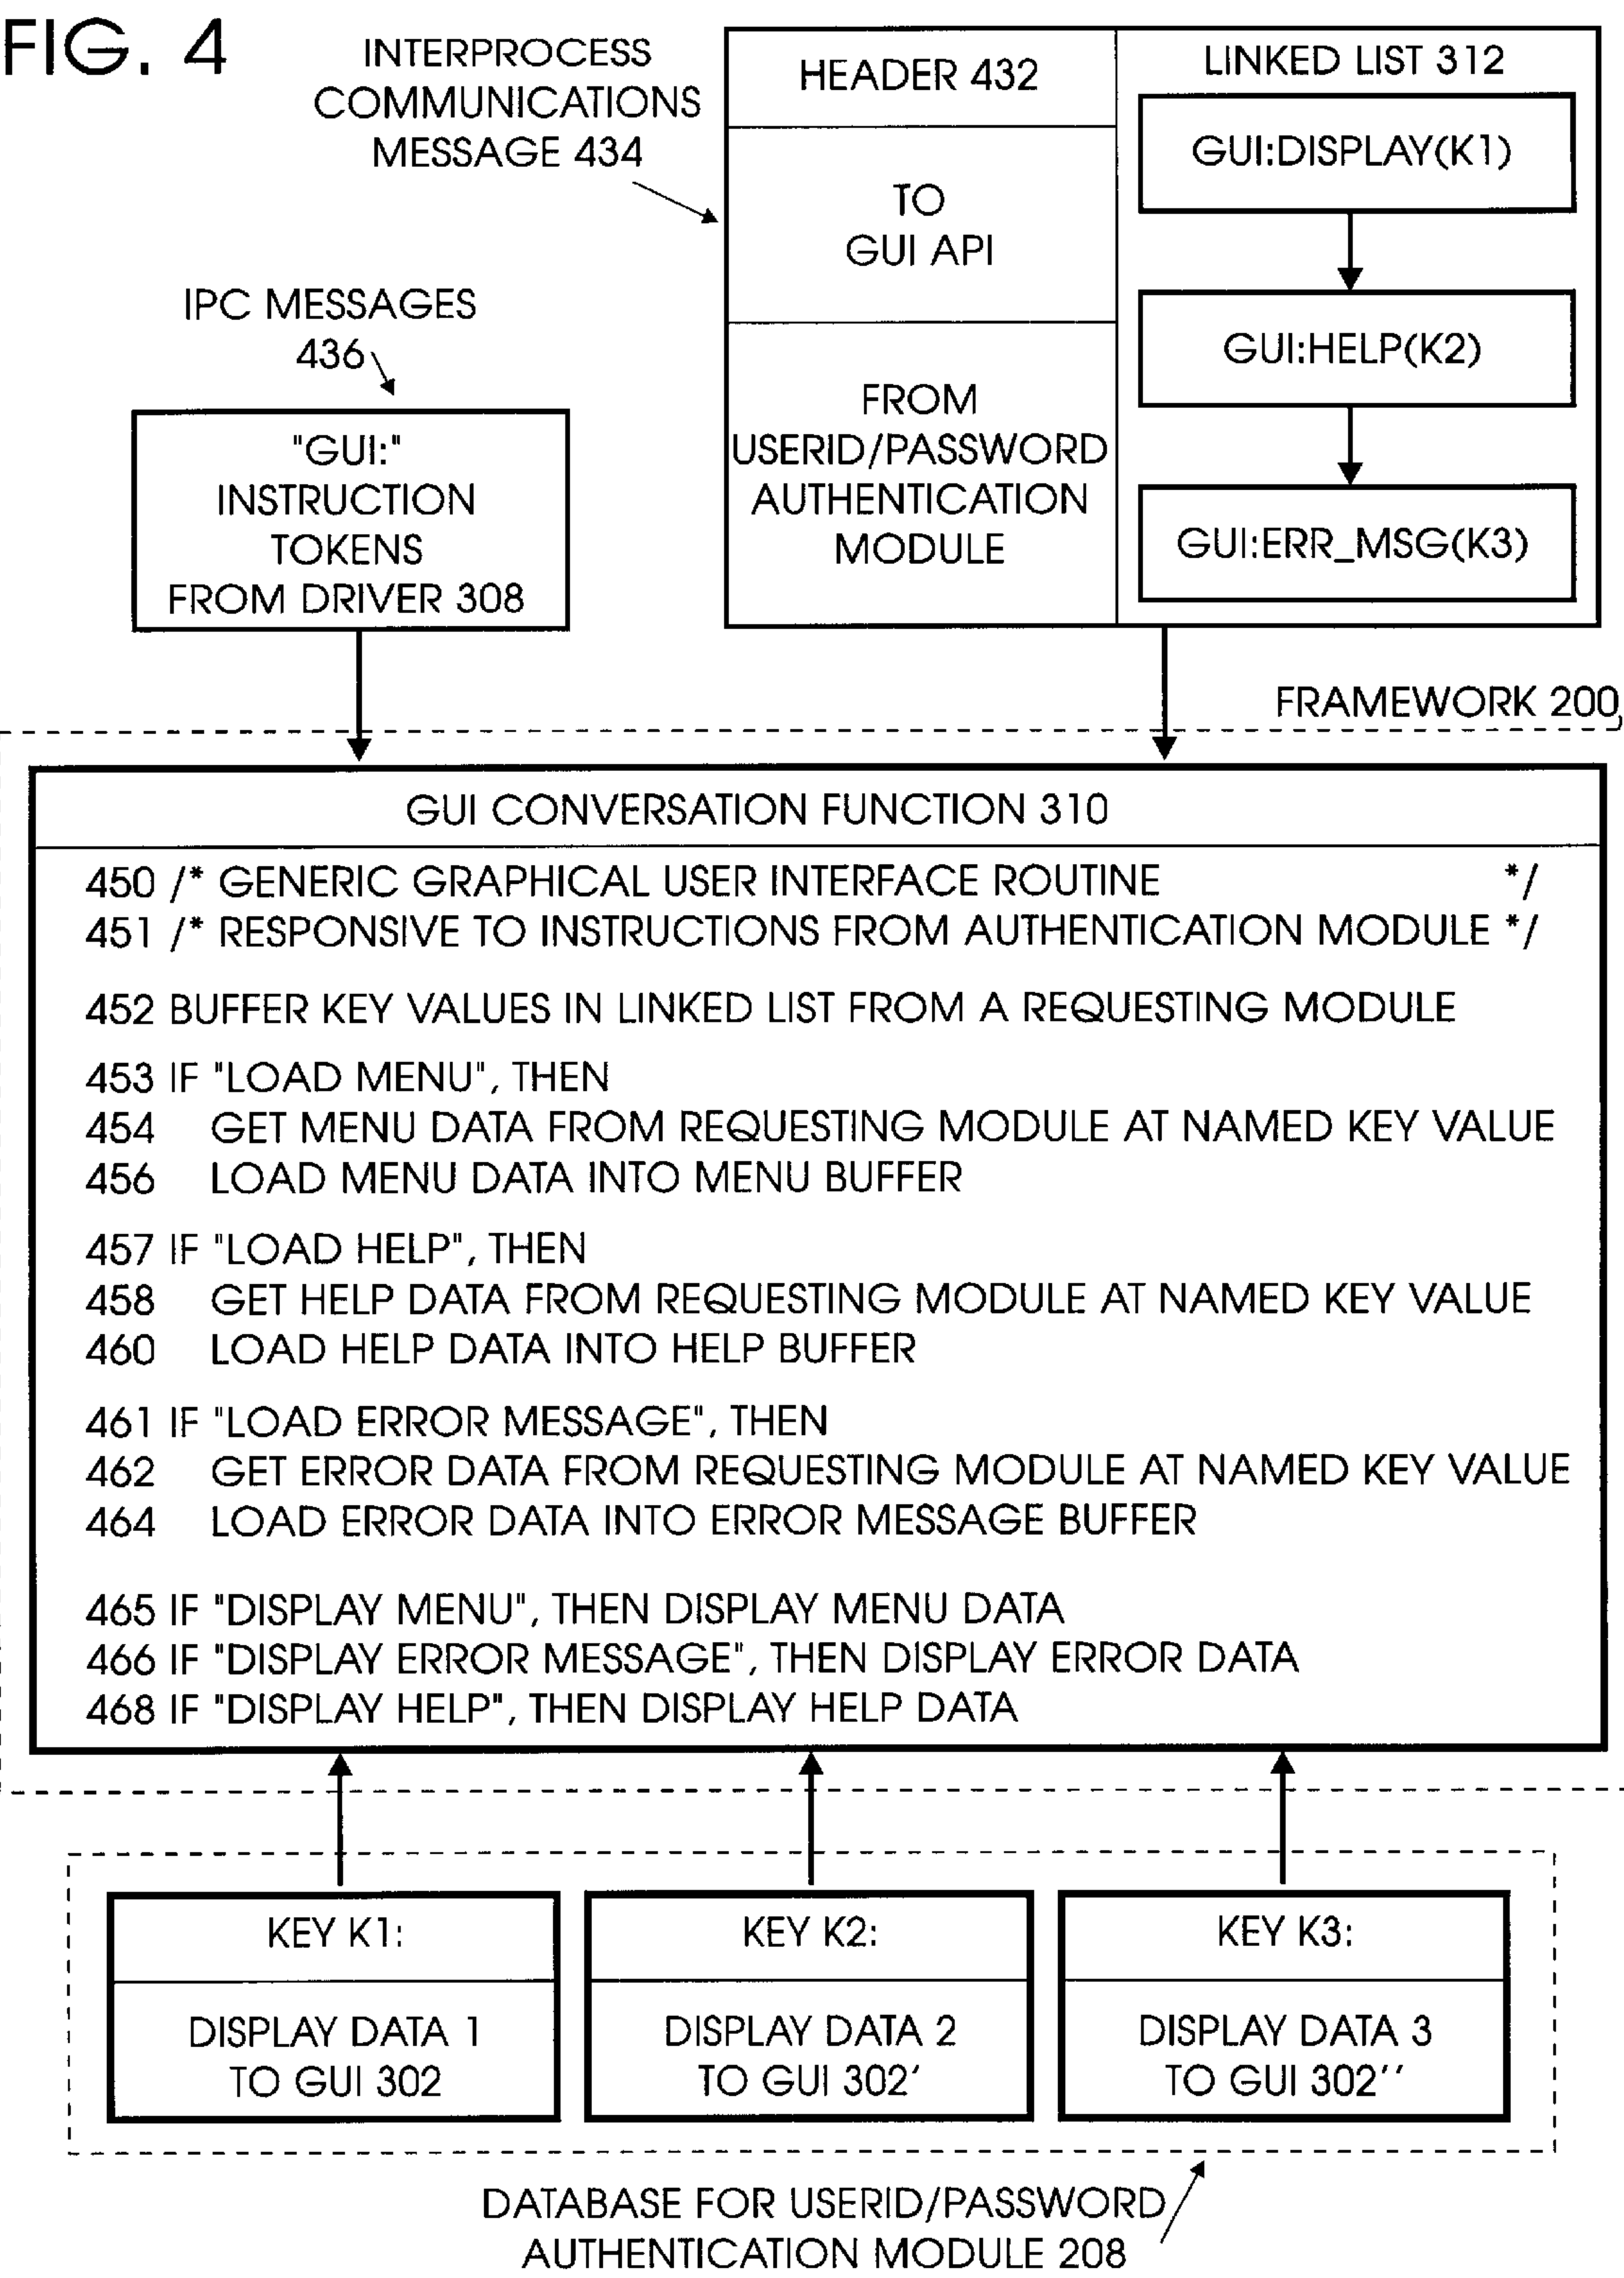 FIG. 4
INTERPROCESS
COMMUNICATIONS
MESSAGE 434
HEADER 432
TO
GUI API
FROM
USERID/PASSWORD
AUTHENTICATION
MODULE
LINKED LIST 312
GUI:DISPLAY(K1)
GUI:HELP(K2)
GUI:ERR_MSG(K3)
IPC MESSAGES
436
"GUI:"
INSTRUCTION
TOKENS
FROM DRIVER 308
FRAMEWORK 200
GUI CONVERSATION FUNCTION 310
450 /* GENERIC GRAPHICAL USER INTERFACE ROUTINE */
451 /* RESPONSIVE TO INSTRUCTIONS FROM AUTHENTICATION MODULE */
452 BUFFER KEY VALUES IN LINKED LIST FROM A REQUESTING MODULE
453 IF "LOAD MENU", THEN
454 GET MENU DATA FROM REQUESTING MODULE AT NAMED KEY VALUE
456 LOAD MENU DATA INTO MENU BUFFER
457 IF "LOAD HELP", THEN
458 GET HELP DATA FROM REQUESTING MODULE AT NAMED KEY VALUE
460 LOAD HELP DATA INTO HELP BUFFER
461 IF "LOAD ERROR MESSAGE", THEN
462 GET ERROR DATA FROM REQUESTING MODULE AT NAMED KEY VALUE
464 LOAD ERROR DATA INTO ERROR MESSAGE BUFFER
465 IF "DISPLAY MENU", THEN DISPLAY MENU DATA
466 IF "DISPLAY ERROR MESSAGE", THEN DISPLAY ERROR DATA
468 IF "DISPLAY HELP", THEN DISPLAY HELP DATA
KEY K1:
DISPLAY DATA 1
TO GUI 302
KEY K2:
DISPLAY DATA 2
TO GUI 302'
KEY K3:
DISPLAY DATA 3
TO GUI 302''
DATABASE FOR USERID/PASSWORD
AUTHENTICATION MODULE 208